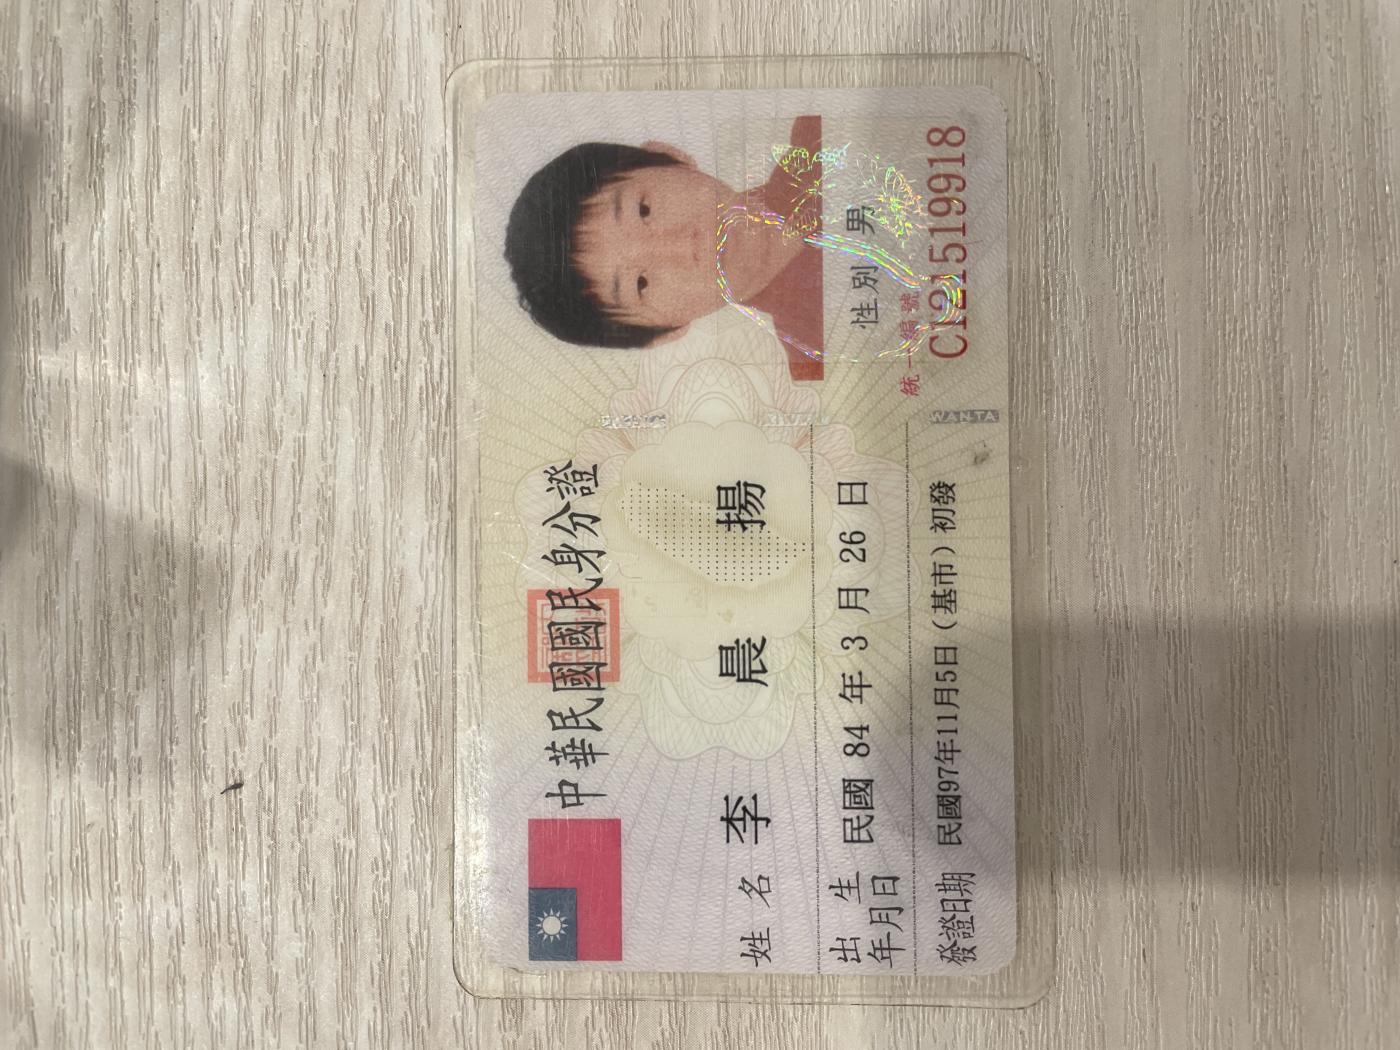 中華民國國民身分證
姓名 李晨揚
出生年月日 民國 84 年 3 月 26 日
性別 男
發證日期 民國97年11月5日（基市）初發
統一編號
C121519918
WANTA